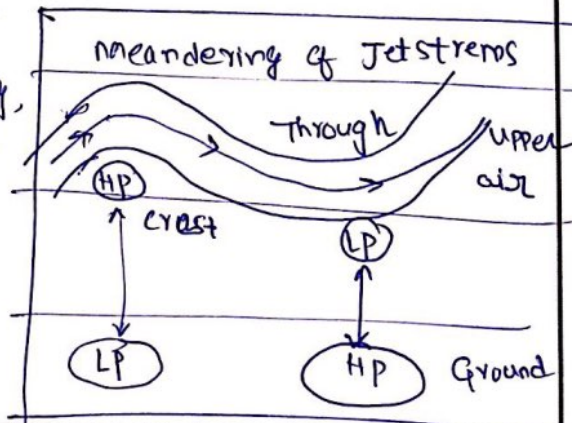 meandering of Jetstrems
Through
Upper
air
HP
crest
LP
LP
HP
Ground